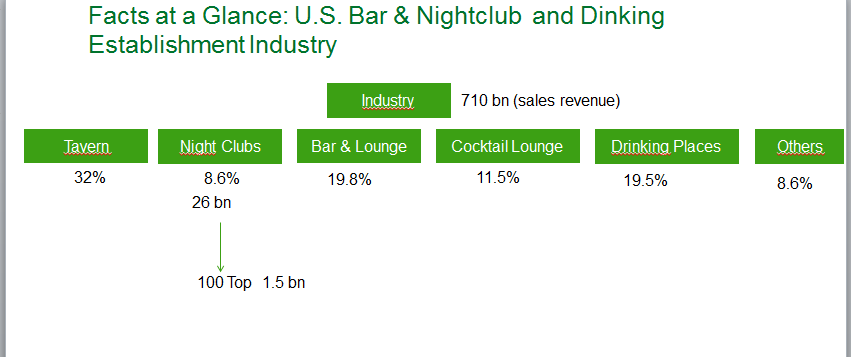 Facts at a Glance: U.S. Bar & Nightclub and Dinking
Establishment Industry
Industry 710 bn (sales revenue)
Tavern Night Clubs Bar & Lounge Cocktail Lounge Drinking Places Others
32% 8.6% 19.8% 11.5% 19.5% 8.6%
26 bn
100 Top 1.5 bn